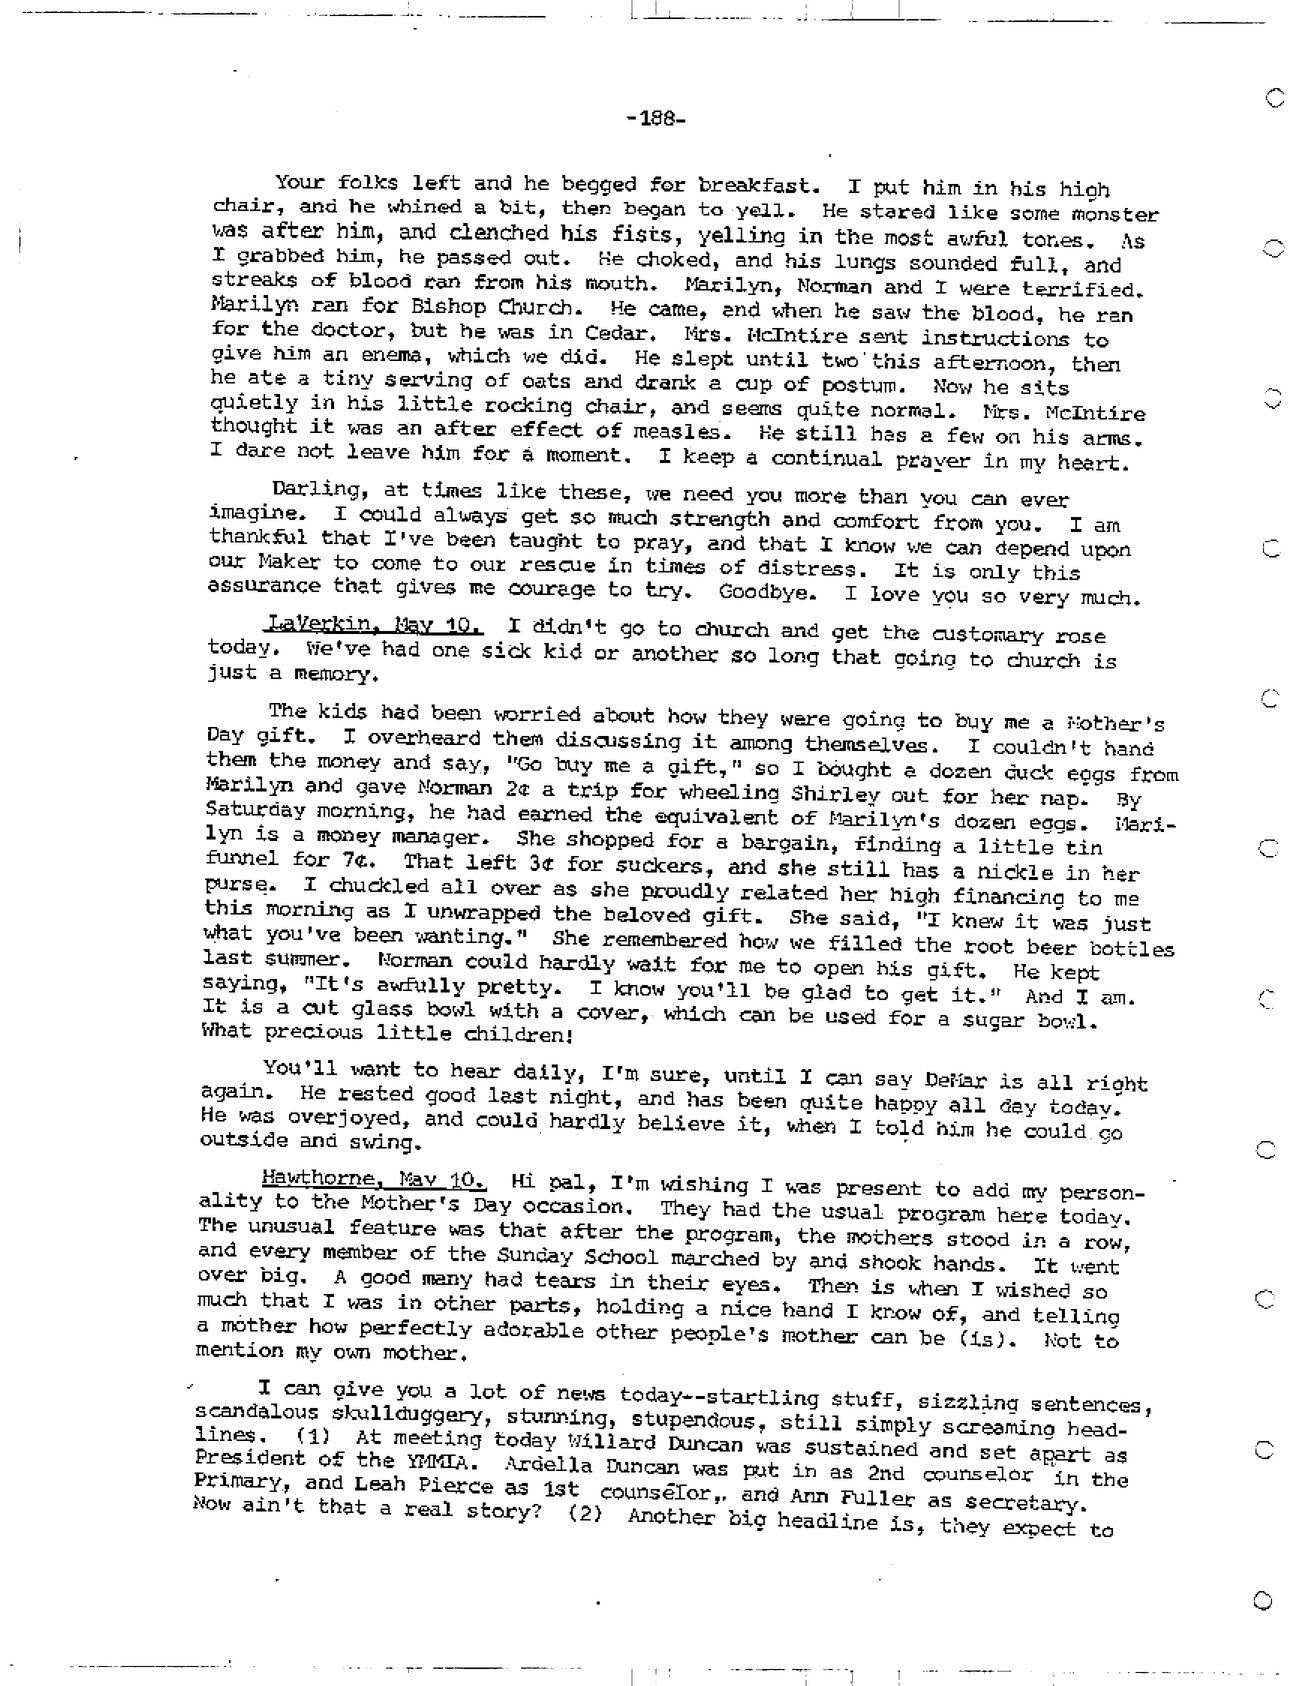 -188-
Your folks left and he begged for breakfast. I put him in his high
chair, and he whined a bit, then began to yell. He stared like some monster
was after him, and clenched his fists, yelling in the most awful tones. As
I grabbed him, he passed out. He choked, and his lungs sounded full, and
streaks of blood ran from his mouth. Marilyn, Norman and I were terrified.
Marilyn ran for Bishop Church. He came, and when he saw the blood, he ran
for the doctor, but he was in Cedar. Mrs. McIntire sent instructions to
give him an enema, which we did. He slept until two this afternoon, then
he ate a tiny serving of oats and drank a cup of postum. Now he sits
quietly in his little rocking chair, and seems quite normal. Mrs. McIntire
thought it was an after effect of measles. He still has a few on his arms.
I dare not leave him for a moment. I keep a continual prayer in my heart.
Darling, at times like these, we need you more than you can ever
imagine. I could always get so much strength and comfort from you. I am
thankful that I've been taught to pray, and that I know we can depend upon
our Maker to come to our rescue in times of distress. It is only this
assurance that gives me courage to try. Goodbye. I love you so very much.
LaVerkin, May 10. I didn't go to church and get the customary rose
today. We've had one sick kid or another so long that going to church is
just a memory.
The kids had been worried about how they were going to buy me a Mother's
Day gift. I overheard them discussing it among themselves. I couldn't hand
them the money and say, "Go buy me a gift," so I bought a dozen duck eggs from
Marilyn and gave Norman 2¢ a trip for wheeling Shirley out for her nap. By
Saturday morning, he had earned the equivalent of Marilyn's dozen eggs. Mari-
lyn is a money manager. She shopped for a bargain, finding a little tin
funnel for 7¢. That left 3¢ for suckers, and she still has a nickle in her
purse. I chuckled all over as she proudly related her high financing to me
this morning as I unwrapped the beloved gift. She said, "I knew it was just
what you've been wanting." She remembered how we filled the root beer bottles
last summer. Norman could hardly wait for me to open his gift. He kept
saying, "It's awfully pretty. I know you'll be glad to get it." And I am.
It is a cut glass bowl with a cover, which can be used for a sugar bowl.
What precious little children!
You'll want to hear daily, I'm sure, until I can say DeMar is all right
again. He rested good last night, and has been quite happy all day today.
He was overjoyed, and could hardly believe it, when I told him he could go
outside and swing.
Hawthorne, May 10. Hi pal, I'm wishing I was present to add my person-
ality to the Mother's Day occasion. They had the usual program here today.
The unusual feature was that after the program, the mothers stood in a row,
and every member of the Sunday School marched by and shook hands. It went
over big. A good many had tears in their eyes. Then is when I wished so
much that I was in other parts, holding a nice hand I know of, and telling
a mother how perfectly adorable other people's mother can be (is). Not to
mention my own mother.
I can give you a lot of news today--startling stuff, sizzling sentences,
scandalous skullduggery, stunning, stupendous, still simply screaming head-
lines. (1) At meeting today Willard Duncan was sustained and set apart as
President of the YMMIA. Ardella Duncan was put in as 2nd counselor in the
Primary, and Leah Pierce as 1st counselor, and Ann Fuller as secretary.
Now ain't that a real story? (2) Another big headline is, they expect to